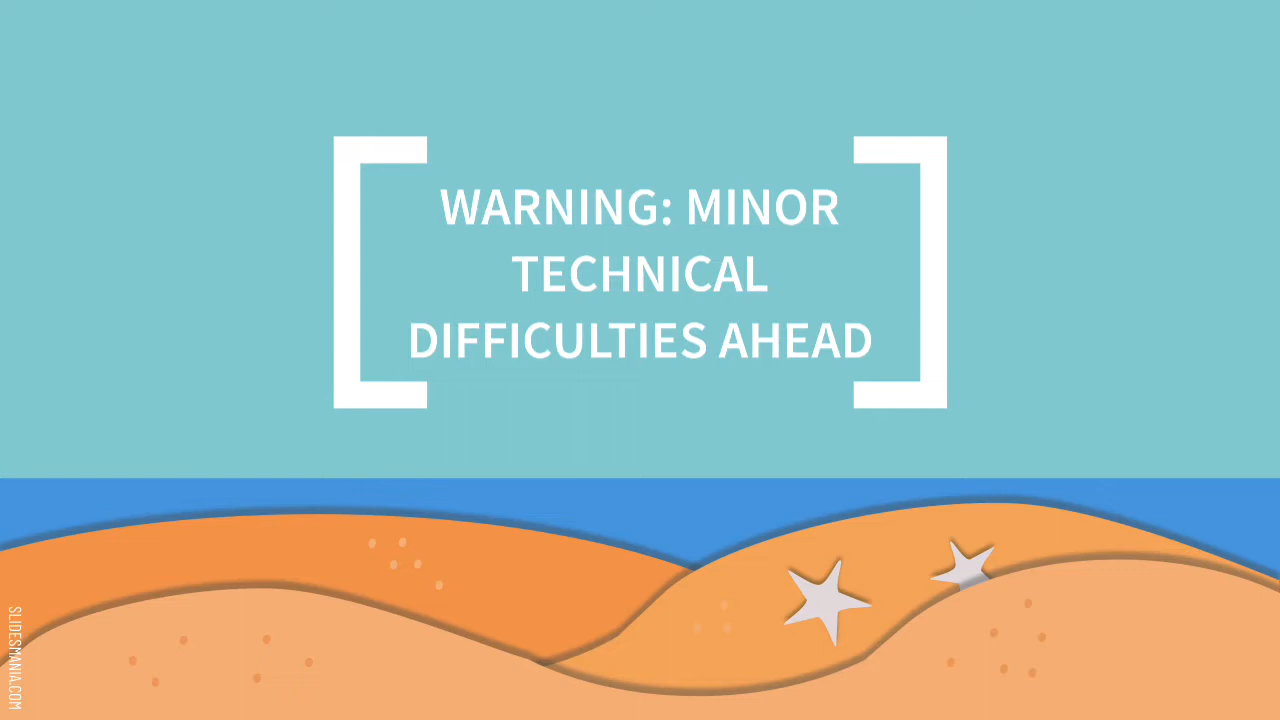 WARNING: MINOR
TECHNICAL
DIFFICULTIES AHEAD
SLIDESMANIA.COM